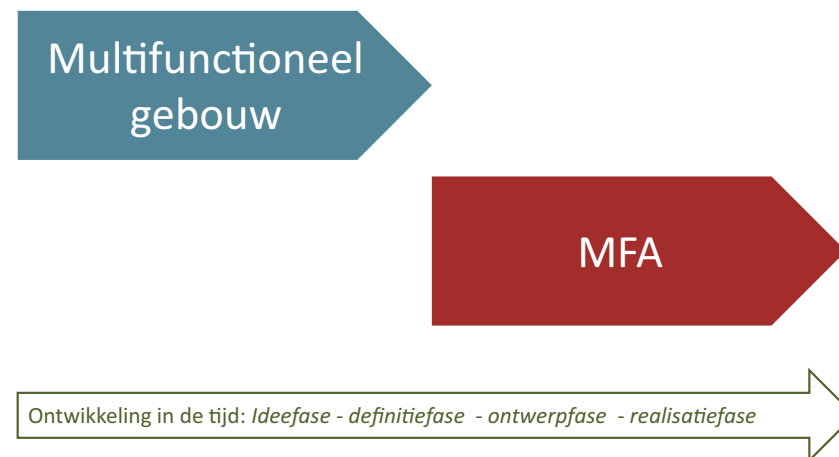 Multifunctioneel
gebouw
MFA
Ontwikkeling in de tijd: Ideefase - definitiefase - ontwerpfase - realisatiefase